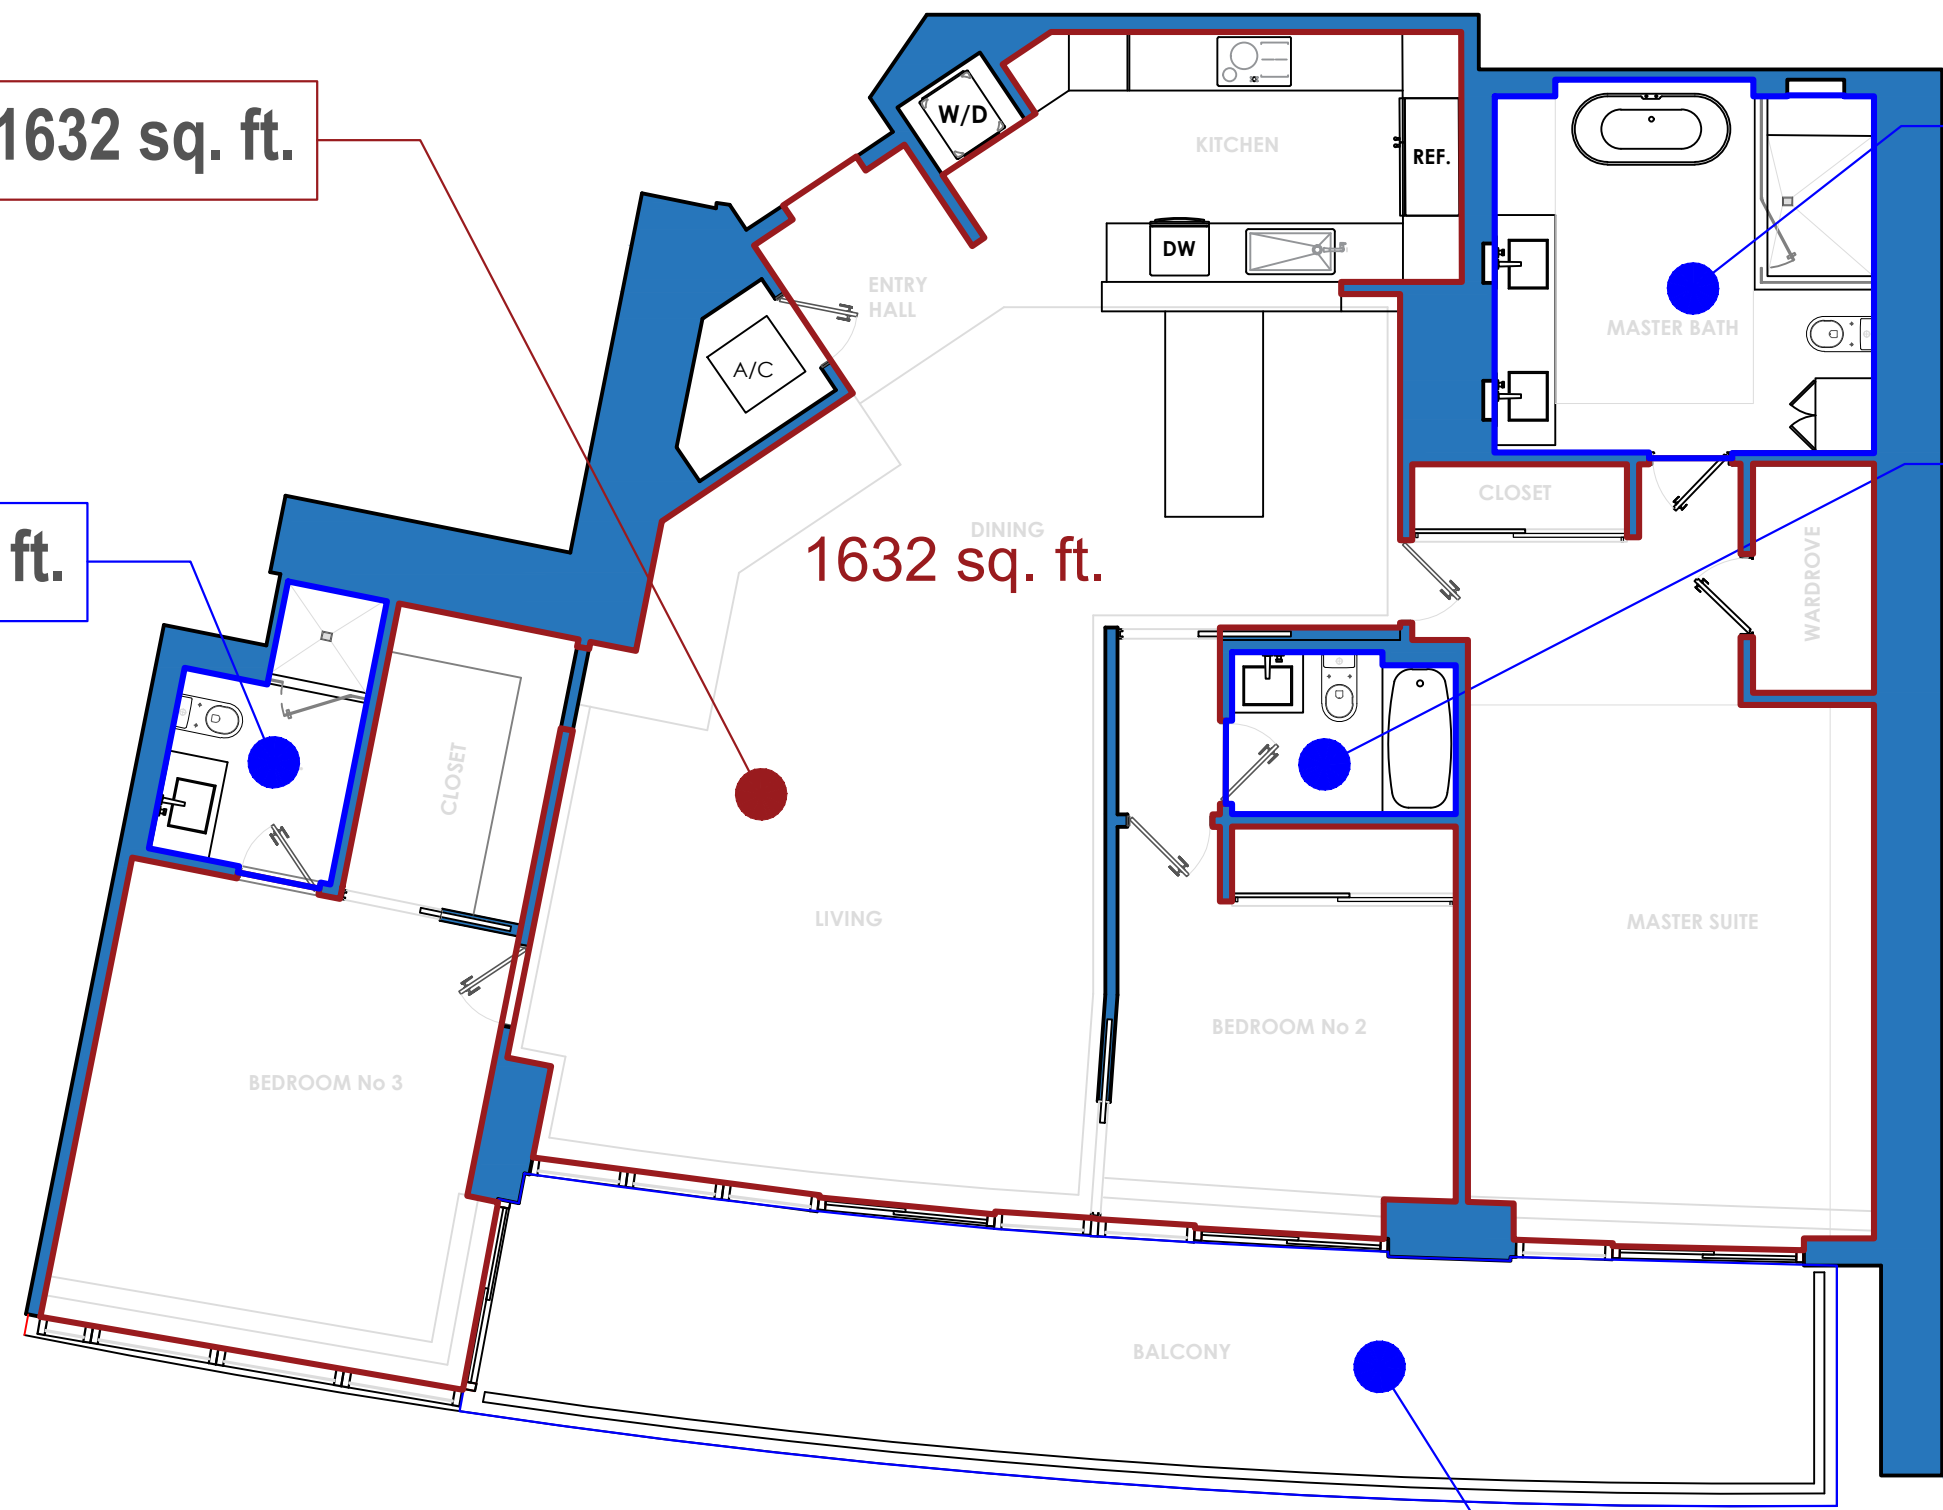 1632 sq. ft.
W/D
KITCHEN
REF.
DW
ENTRY
HALL
MASTER BATH
A/C
CLOSET
DINING
1632 sq. ft.
ft.
WARDROVE
CLOSET
LIVING
MASTER SUITE
BEDROOM No 2
BEDROOM No 3
BALCONY